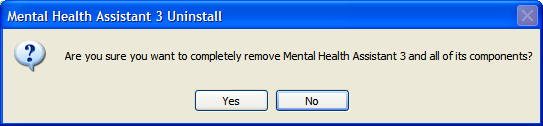 Mental Health Assistant 3 Uninstall
Are you sure you want to completely remove Mental Health Assistant 3 and all of its components?
Yes
No